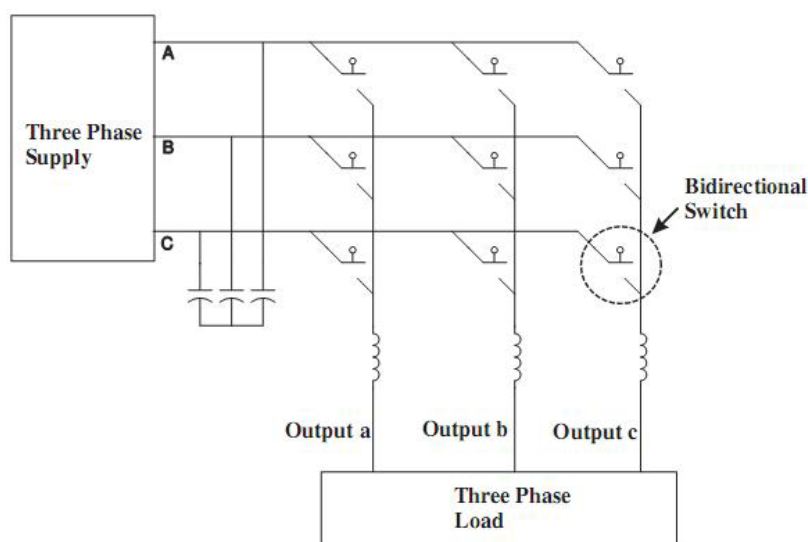 A
Three Phase
Supply
B
Bidirectional
Switch
C
Output a
Output b
Output c
Three Phase
Load